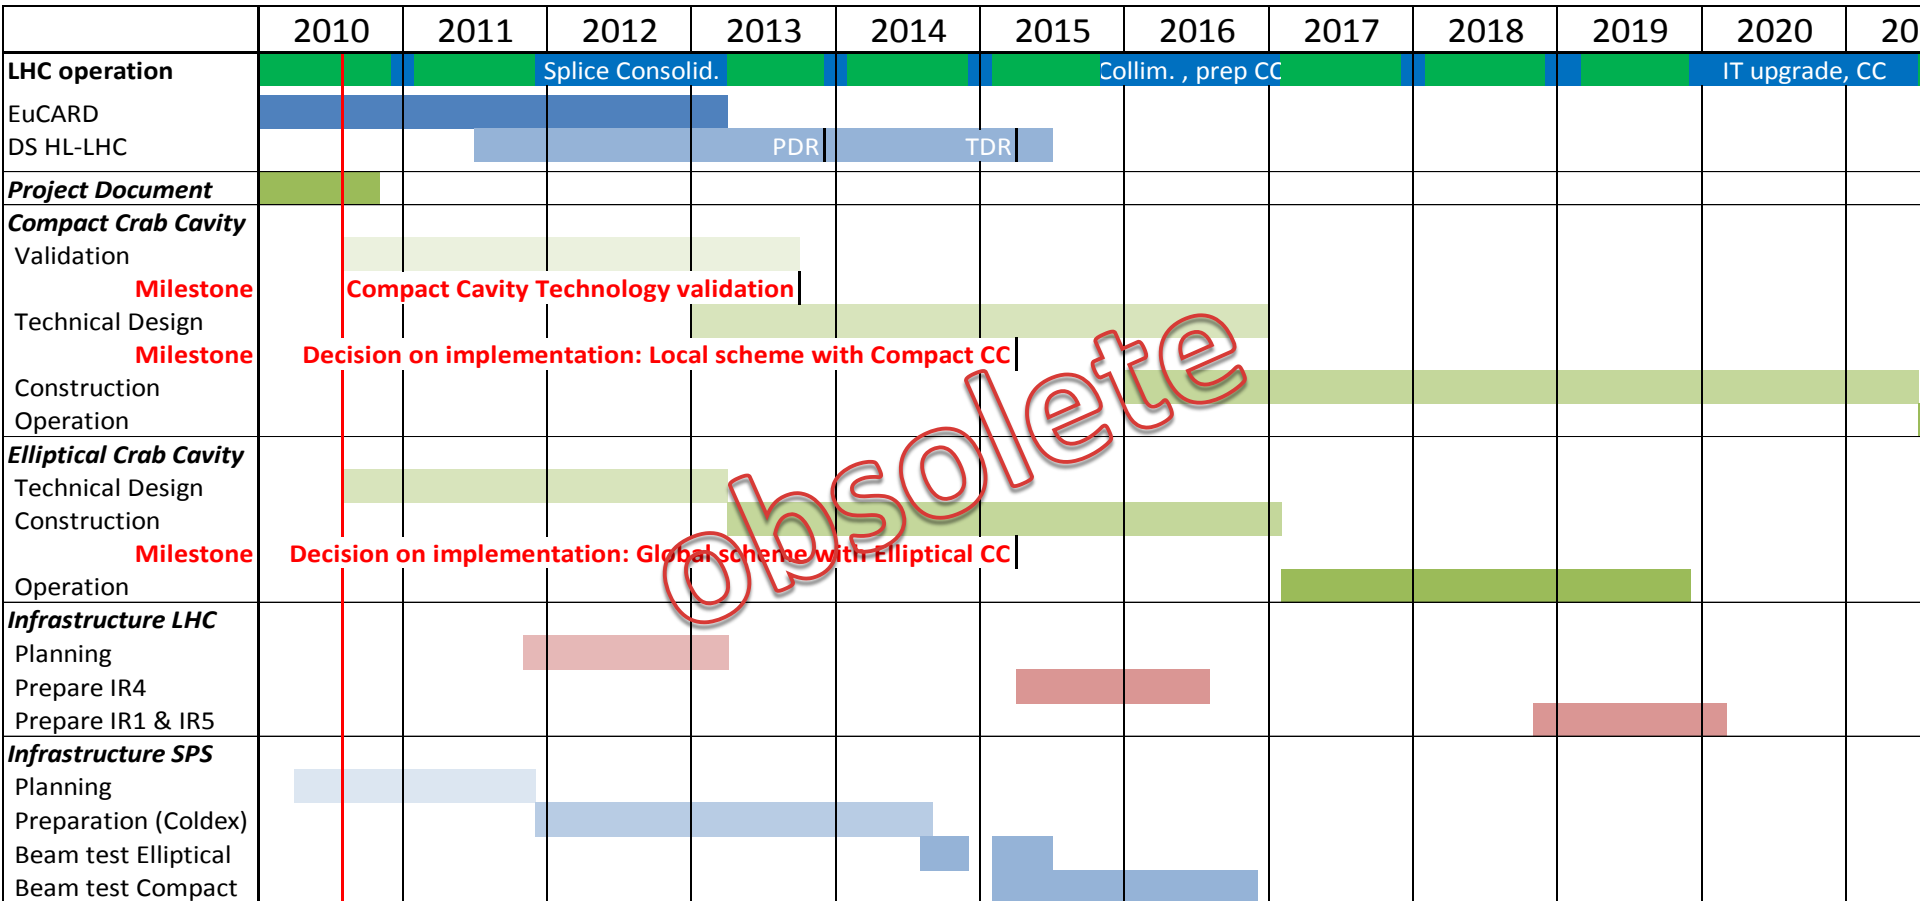 2010 2011 2012 2013 2014 2015 2016 2017 2018 2019 2020 20
LHC operation Splice Consolid. Collim. , prep CC IT upgrade, CC
EuCARD
DS HL-LHC PDR TDR
Project Document
Compact Crab Cavity
Validation
Milestone Compact Cavity Technology validation
Technical Design
Milestone Decision on implementation: Local scheme with Compact CC
Construction
Operation
Elliptical Crab Cavity
Technical Design
Construction
Milestone Decision on implementation: Global scheme with Elliptical CC
Operation
obsolete
Infrastructure LHC
Planning
Prepare IR4
Prepare IR1 & IR5
Infrastructure SPS
Planning
Preparation (Coldex)
Beam test Elliptical
Beam test Compact